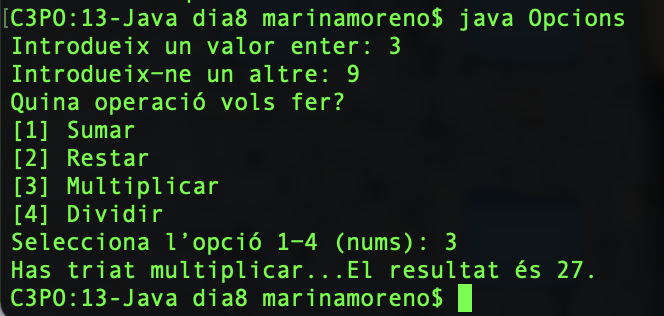 [C3PO:13-Java dia8 marinamoreno$ java Opcions
Introdueix un valor enter: 3
Introdueix-ne un altre: 9
Quina operació vols fer?
[1] Sumar
[2] Restar
[3] Multiplicar
[4] Dividir
Selecciona l'opció 1-4 (nums): 3
Has triat multiplicar...El resultat és 27.
C3PO:13-Java dia8 marinamoreno$